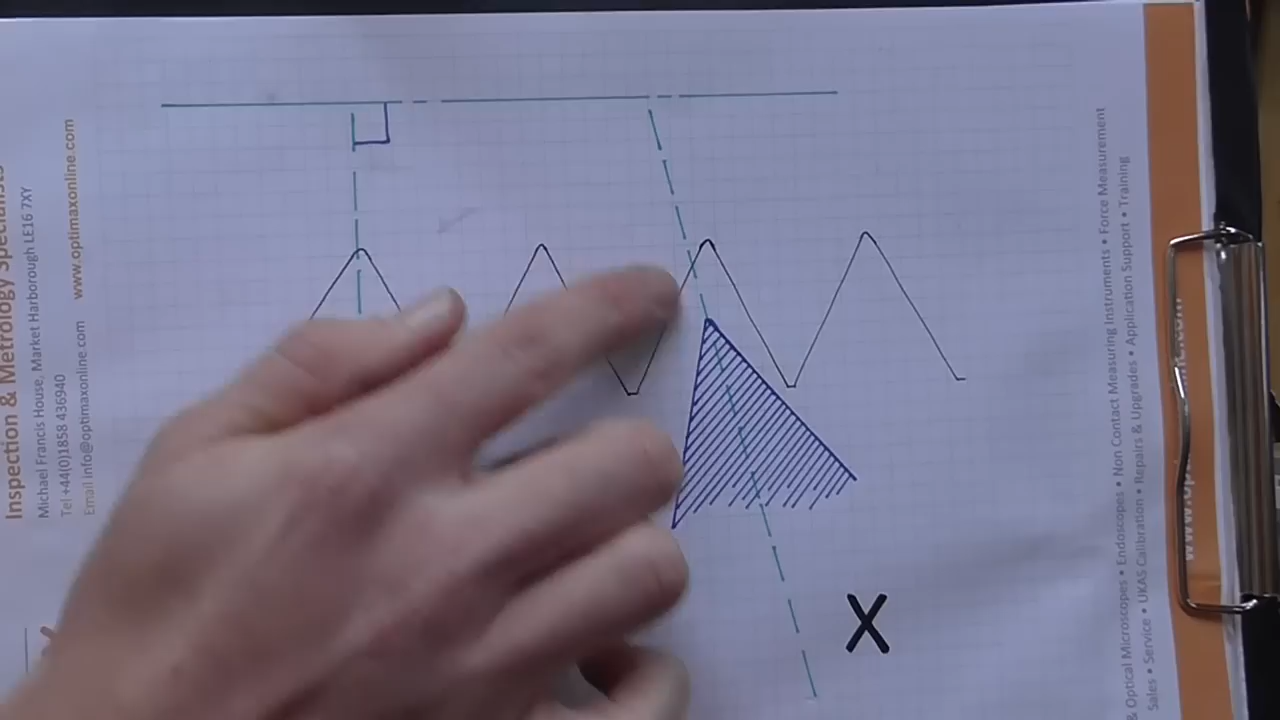 Inspection & Metrology Specialists
Michael Francis House, Market Harborough LE16 7XY
Tel +44(0)1858 436940
Email info@optimaxonline.com
www.optimaxonline.com
X
& Optical Microscopes • Endoscopes • Non Contact Measuring Instruments • Force Measurement
Sales • Service • UKAS Calibration • Repairs & Upgrades • Application Support • Training